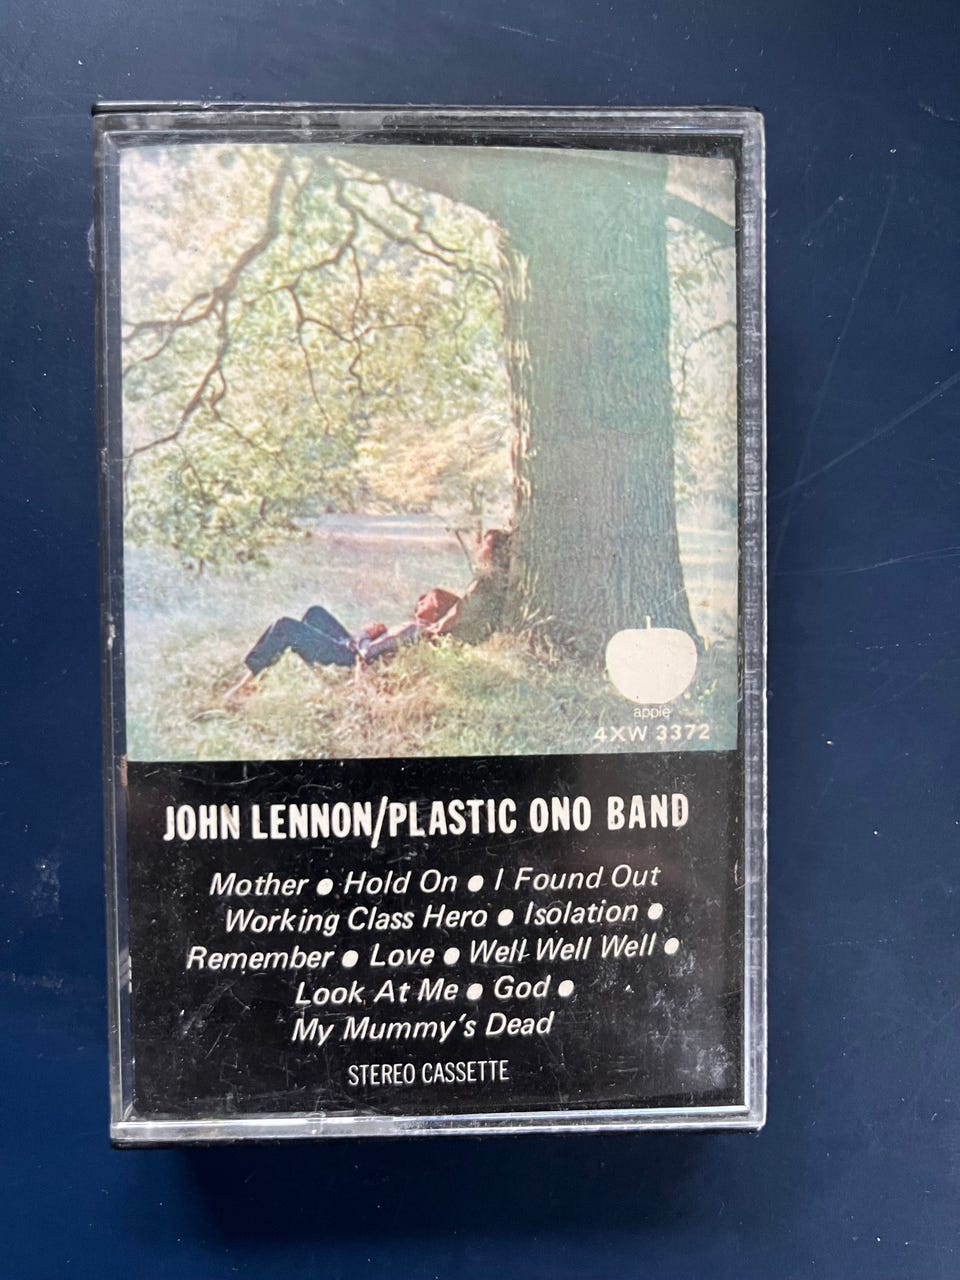 apple
4XW 3372
JOHN LENNON/PLASTIC ONO BAND
Mother ● Hold On ● I Found Out
Working Class Hero ● Isolation ●
Remember ● Love ● Well Well Well ●
Look At Me ● God ●
My Mummy's Dead
STEREO CASSETTE